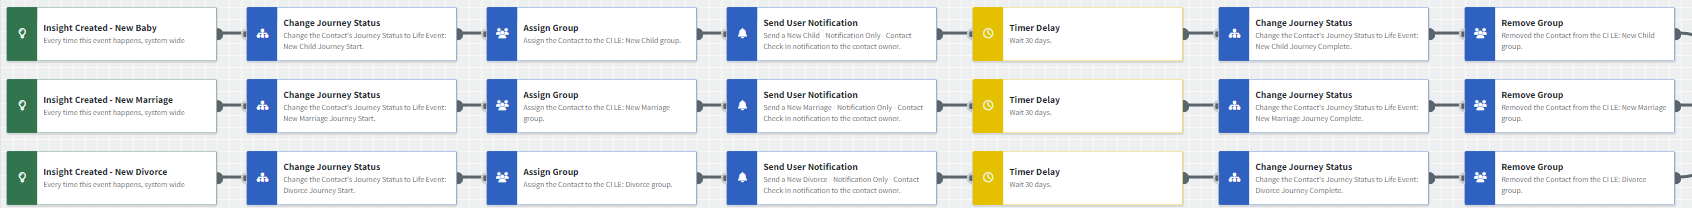 Insight Created - New Baby
Every time this event happens, system wide
Change Journey Status
Change the Contact's Journey Status to Life Event:
New Child Journey Start.
Assign Group
Assign the Contact to the CI LE: New Child group.
Send User Notification
Send a New Child - Notification Only - Contact
Check In notification to the contact owner.
Timer Delay
Wait 30 days.
Change Journey Status
Change the Contact's Journey Status to Life Event:
New Child Journey Complete.
Remove Group
Removed the Contact from the CI LE: New Child
group.
Insight Created - New Marriage
Every time this event happens, system wide
Change Journey Status
Change the Contact's Journey Status to Life Event:
New Marriage Journey Start.
Assign Group
Assign the Contact to the CI LE: New Marriage
group.
Send User Notification
Send a New Marriage - Notification Only - Contact
Check In notification to the contact owner.
Timer Delay
Wait 30 days.
Change Journey Status
Change the Contact's Journey Status to Life Event:
New Marriage Journey Complete.
Remove Group
Removed the Contact from the CI LE: New Marriage
group.
Insight Created - New Divorce
Every time this event happens, system wide
Change Journey Status
Change the Contact's Journey Status to Life Event:
Divorce Journey Start.
Assign Group
Assign the Contact to the CI LE: Divorce group.
Send User Notification
Send a New Divorce - Notification Only - Contact
Check In notification to the contact owner.
Timer Delay
Wait 30 days.
Change Journey Status
Change the Contact's Journey Status to Life Event:
Divorce Journey Complete.
Remove Group
Removed the Contact from the CI LE: Divorce
group.